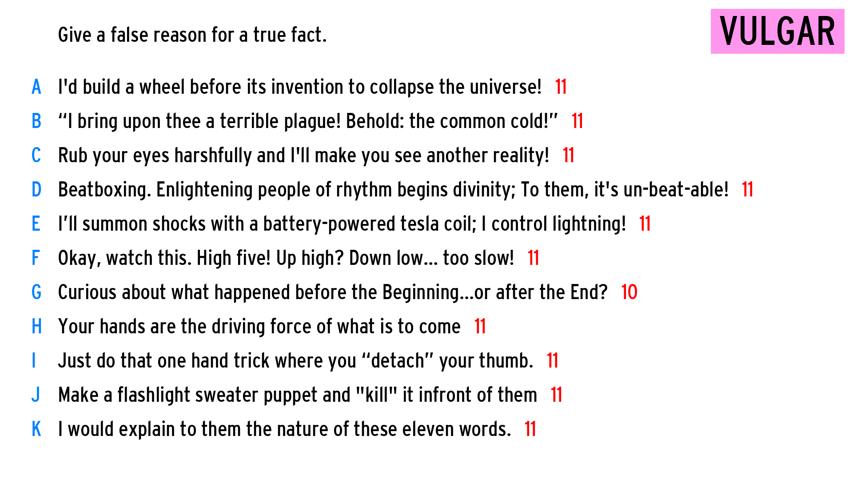 Give a false reason for a true fact.
VULGAR
A I'd build a wheel before its invention to collapse the universe! 11
B “I bring upon thee a terrible plague! Behold: the common cold!” 11
C Rub your eyes harshfully and I'll make you see another reality! 11
D Beatboxing. Enlightening people of rhythm begins divinity; To them, it's un-beat-able! 11
E I’ll summon shocks with a battery-powered tesla coil; I control lightning! 11
F Okay, watch this. High five! Up high? Down low... too slow! 11
G Curious about what happened before the Beginning...or after the End? 10
H Your hands are the driving force of what is to come 11
I Just do that one hand trick where you “detach” your thumb. 11
J Make a flashlight sweater puppet and "kill" it infront of them 11
K I would explain to them the nature of these eleven words. 11